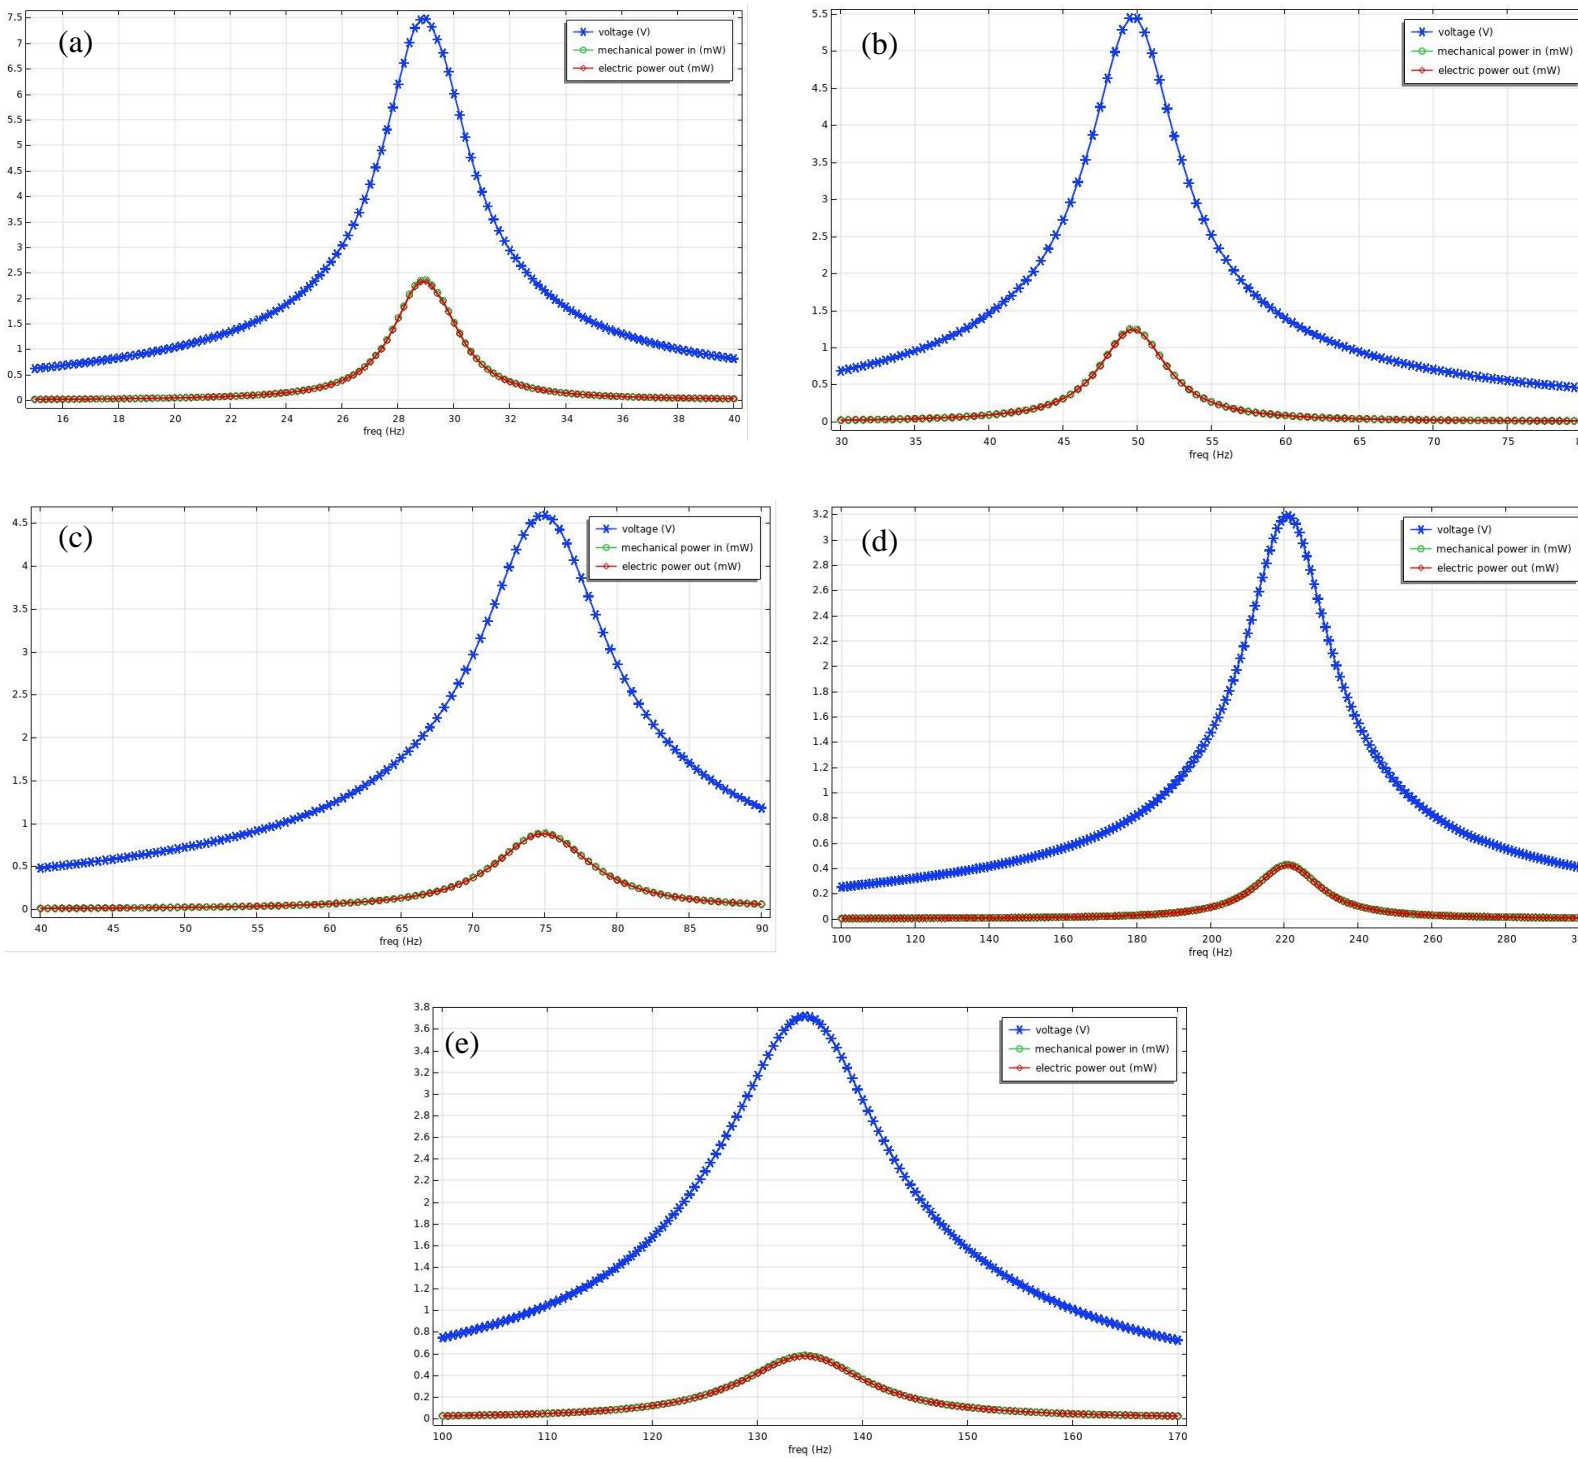 (a)
7.5
7
6.5
6
5.5
5
4.5
4
3.5
3
2.5
2
1.5
1
0.5
0
voltage (V)
mechanical power in (mW)
electric power out (mW)
16 18 20 22 24 26 28 30 32 34 36 38 40
freq (Hz)
(b)
5.5
5
4.5
4
3.5
3
2.5
2
1.5
1
0.5
0
voltage (V)
mechanical power in (mW)
electric power out (mW)
30 35 40 45 50 55 60 65 70 75
freq (Hz)
(c)
4.5
4
3.5
3
2.5
2
1.5
1
0.5
0
voltage (V)
mechanical power in (mW)
electric power out (mW)
40 45 50 55 60 65 70 75 80 85 90
freq (Hz)
(d)
3.2
3
2.8
2.6
2.4
2.2
2
1.8
1.6
1.4
1.2
1
0.8
0.6
0.4
0.2
0
voltage (V)
mechanical power in (mW)
electric power out (mW)
100 120 140 160 180 200 220 240 260 280
freq (Hz)
(e)
3.8
3.6
3.4
3.2
3
2.8
2.6
2.4
2.2
2
1.8
1.6
1.4
1.2
1
0.8
0.6
0.4
0.2
0
voltage (V)
mechanical power in (mW)
electric power out (mW)
100 110 120 130 140 150 160 170
freq (Hz)